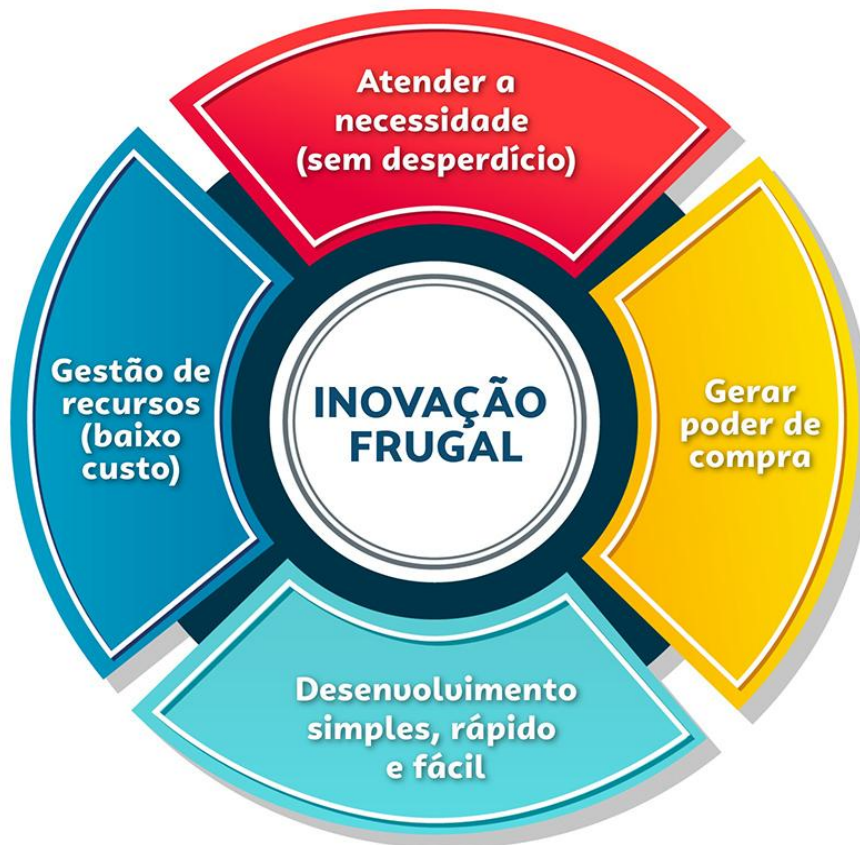 Atender a
necessidade
(sem desperdício)
Gestão de
recursos
(baixo
custo)
INOVAÇÃO
FRUGAL
Gerar
poder de
compra
Desenvolvimento
simples, rápido
e fácil